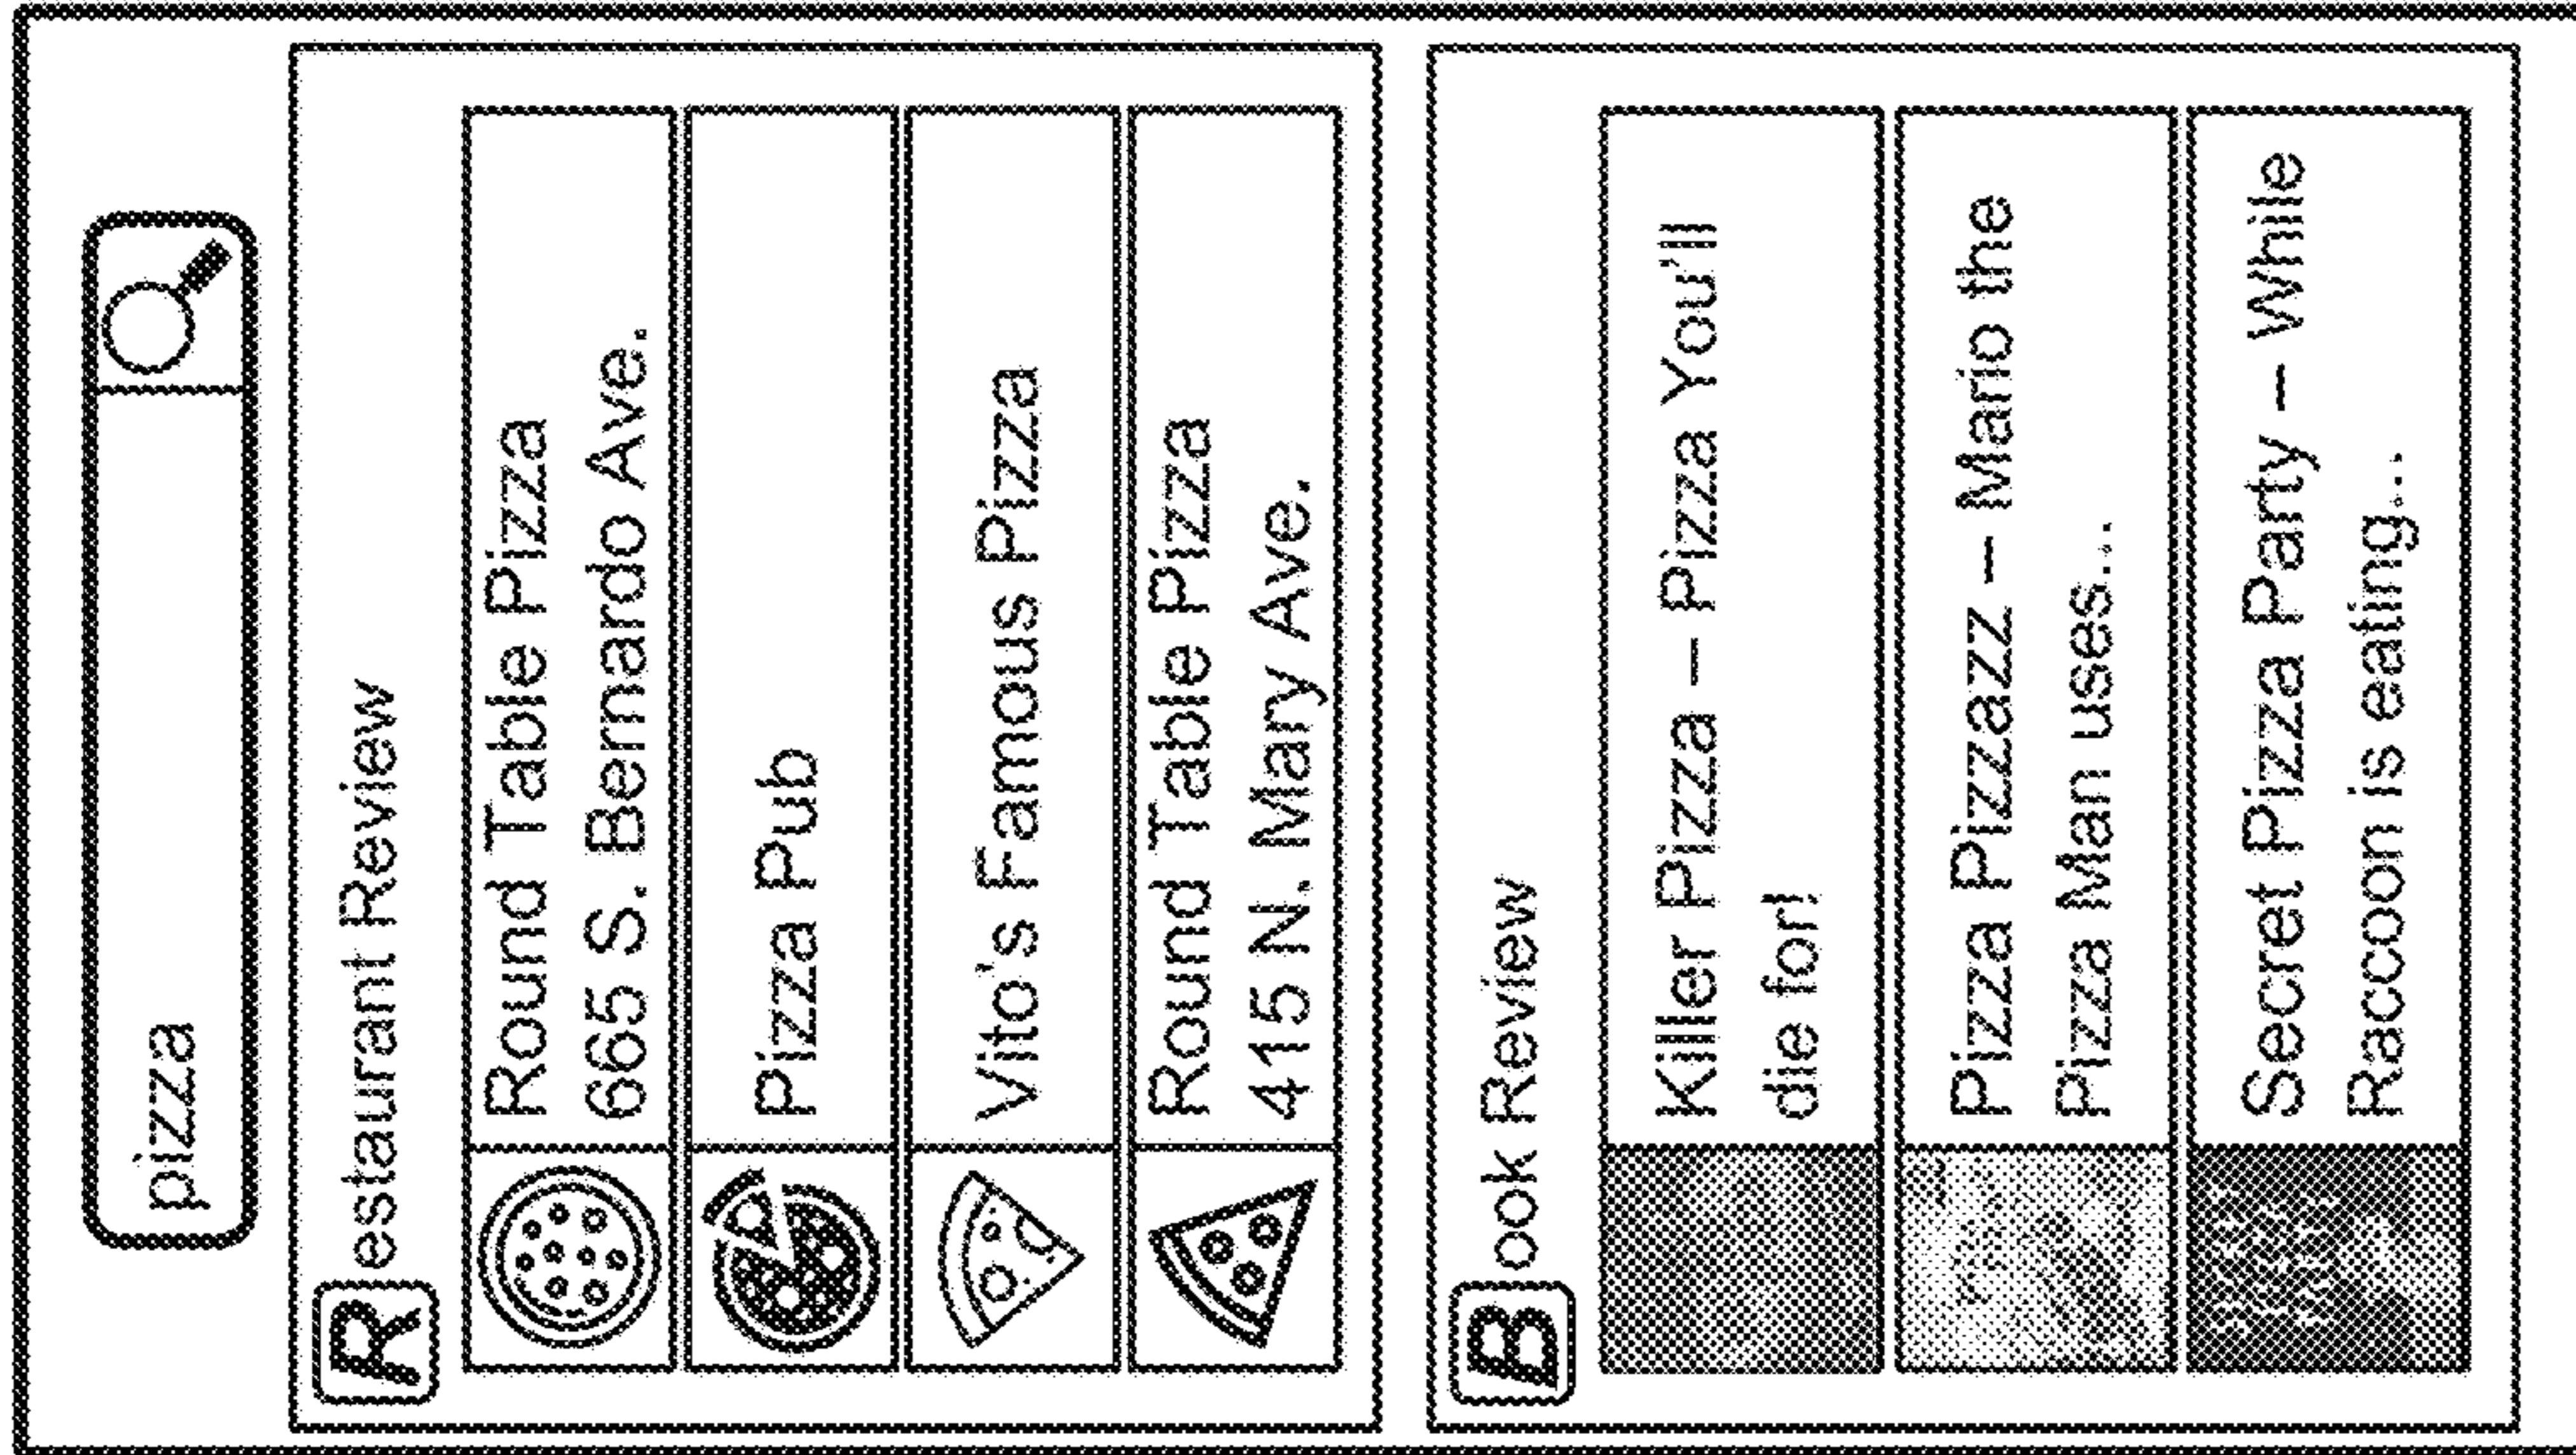 pizza
Restaurant Review
Round Table Pizza
665 S. Bernardo Ave.
Pizza Pub
Vito's Famous Pizza
Round Table Pizza
415 N. Mary Ave.
Book Review
Killer Pizza – Pizza You'll
die for!
Pizza Pizzazz – Mario the
Pizza Man uses...
Secret Pizza Party – While
Raccoon is eating...